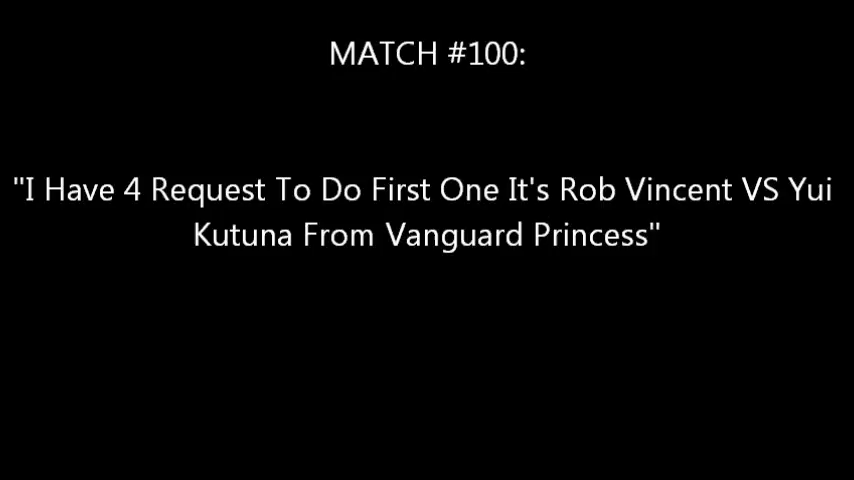 MATCH #100:
"I Have 4 Request To Do First One It's Rob Vincent VS Yui
Kutuna From Vanguard Princess"